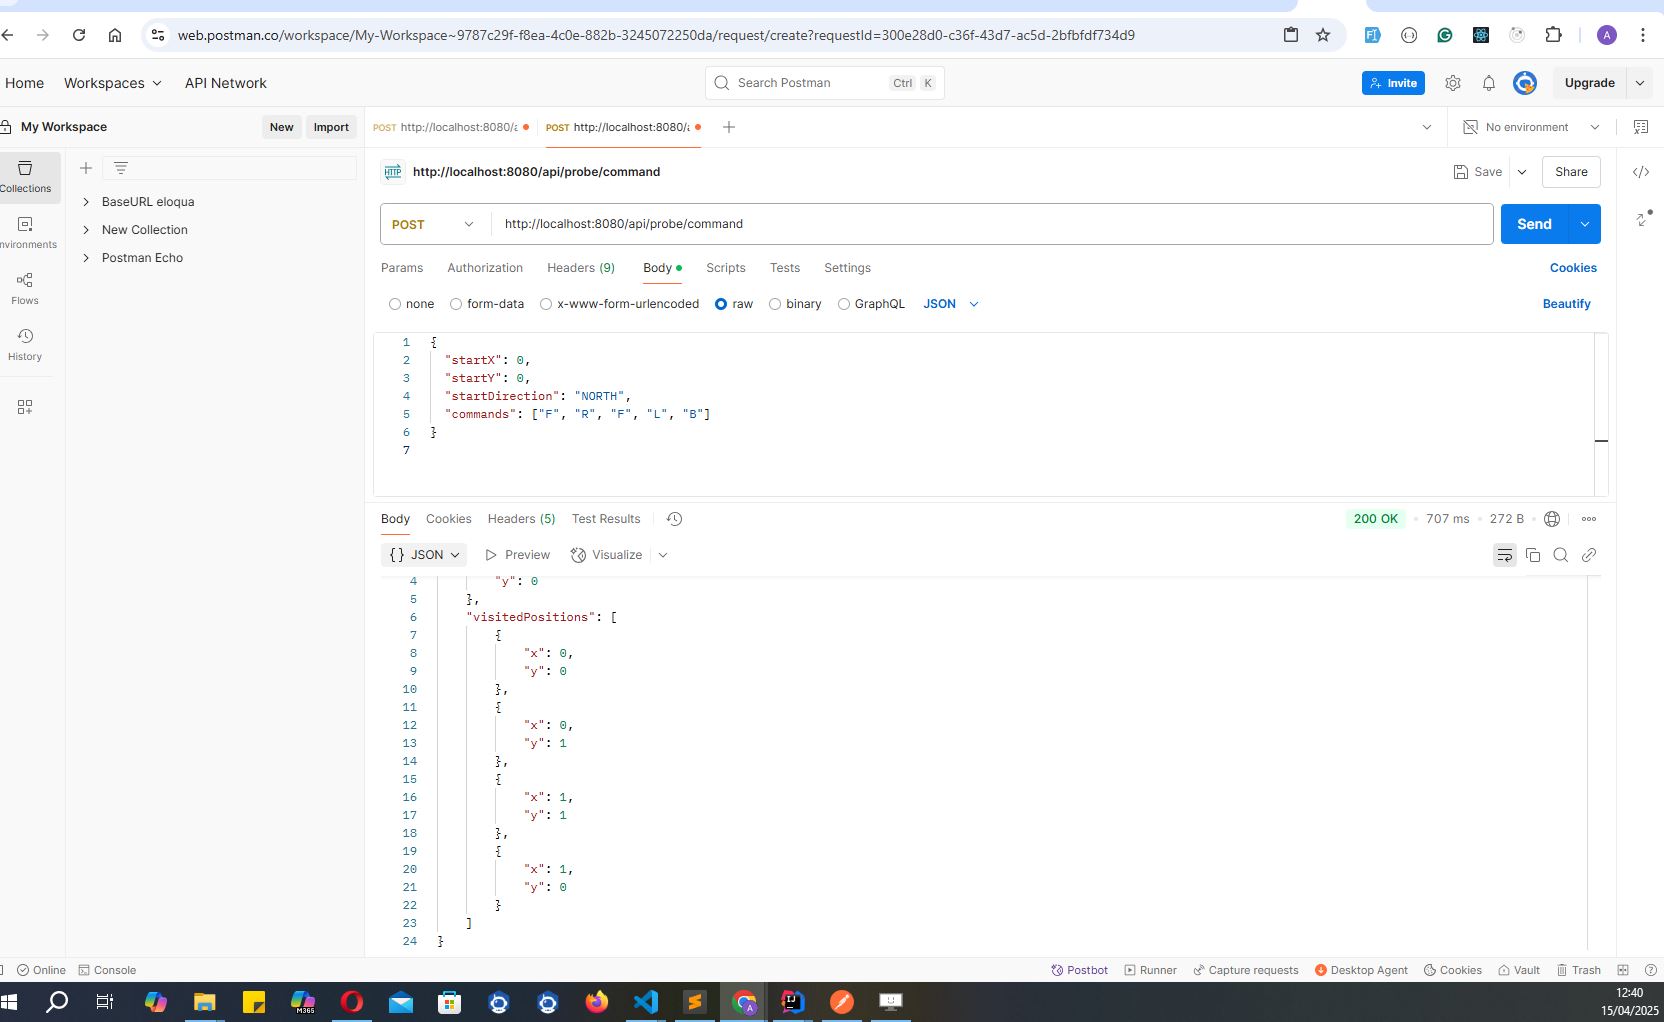 web.postman.co/workspace/My-Workspace~9787c29f-f8ea-4c0e-882b-3245072250da/request/create?requestId=300e28d0-c36f-43d7-ac5d-2bfbfdf734d9
A
Home Workspaces API Network Search Postman Ctrl K Invite Upgrade
My Workspace New Import POST http://localhost:8080/ POST http://localhost:8080/ No environment
Collections
BaseURL eloqua
New Collection
Postman Echo
nvironments
Flows
History
HTTP http://localhost:8080/api/probe/command Save Share
POST http://localhost:8080/api/probe/command Send
Params Authorization Headers (9) Body Scripts Tests Settings Cookies
none form-data x-www-form-urlencoded raw binary GraphQL JSON Beautify
1 {
2 "startX": 0,
3 "startY": 0,
4 "startDirection": "NORTH",
5 "commands": ["F", "R", "F", "L", "B"]
6 }
7
Body Cookies Headers (5) Test Results 200 OK 707 ms 272 B
{} JSON Preview Visualize
4 "y": 0
5 },
6 "visitedPositions": [
7 {
8 "x": 0,
9 "y": 0
10 },
11 {
12 "x": 0,
13 "y": 1
14 },
15 {
16 "x": 1,
17 "y": 1
18 },
19 {
20 "x": 1,
21 "y": 0
22 }
23 ]
24 }
Online Console Postbot Runner Capture requests Desktop Agent Cookies Vault Trash
M365
12:40
15/04/2025